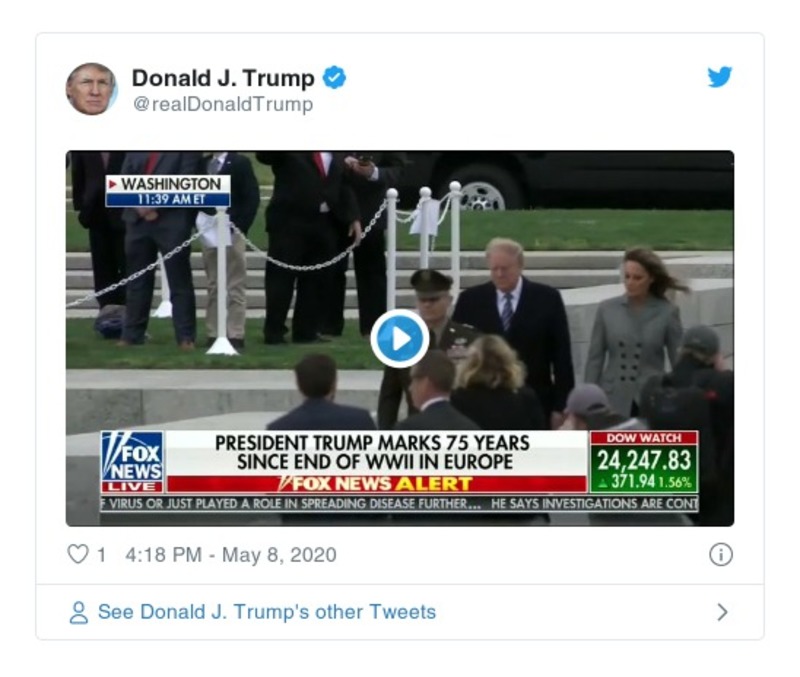 Donald J. Trump
@realDonaldTrump
WASHINGTON
11:39 AM ET
FOX
NEWS
LIVE
PRESIDENT TRUMP MARKS 75 YEARS
SINCE END OF WWII IN EUROPE
FOX NEWS ALERT
DOW WATCH
24,247.83
371.94 1.56%
VIRUS OR JUST PLAYED A ROLE IN SPREADING DISEASE FURTHER... HE SAYS INVESTIGATIONS ARE CONT
1 4:18 PM - May 8, 2020
See Donald J. Trump's other Tweets